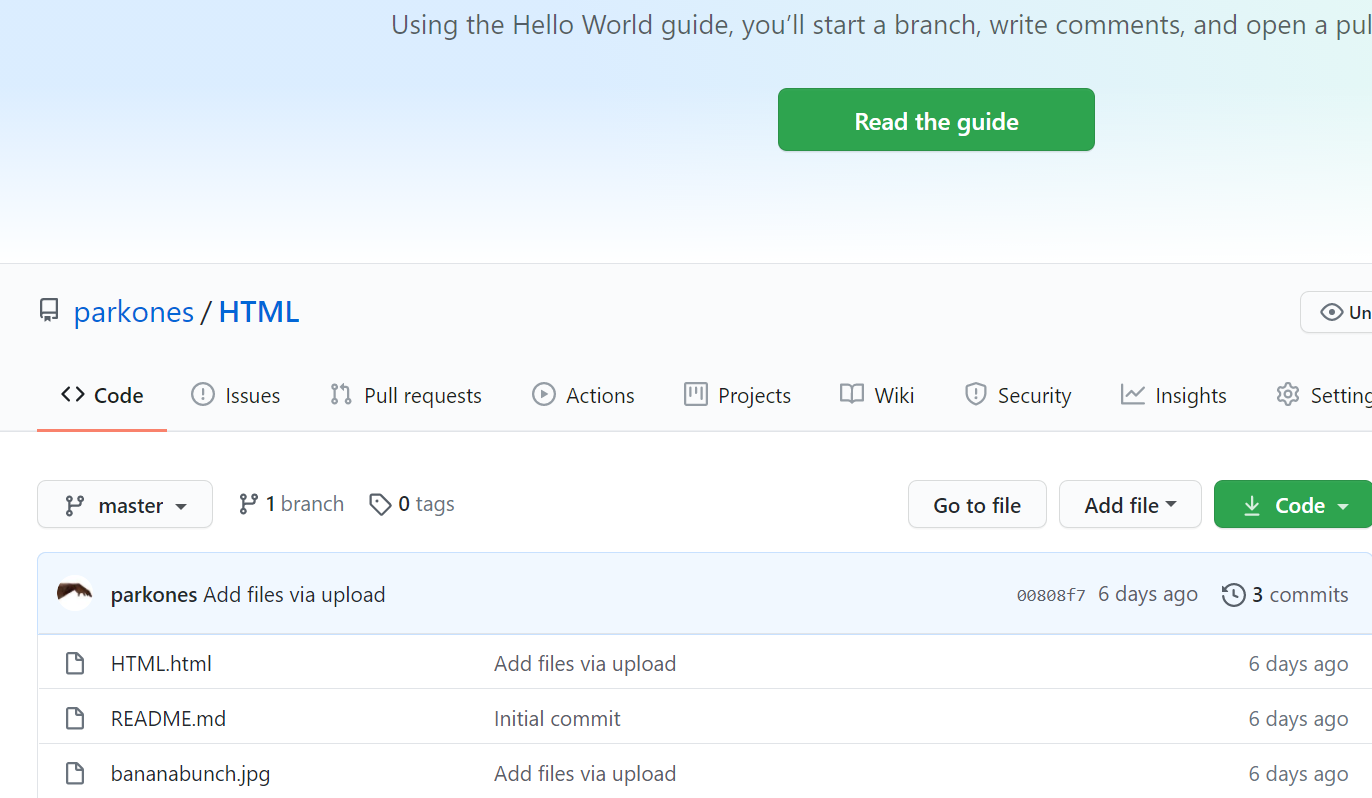 Using the Hello World guide, you’ll start a branch, write comments, and open a pul
Read the guide
parkones / HTML
Un
Code Issues Pull requests Actions Projects Wiki Security Insights Setting
master 1 branch 0 tags Go to file Add file Code
parkones Add files via upload 00808f7 6 days ago 3 commits
HTML.html Add files via upload 6 days ago
README.md Initial commit 6 days ago
bananabunch.jpg Add files via upload 6 days ago